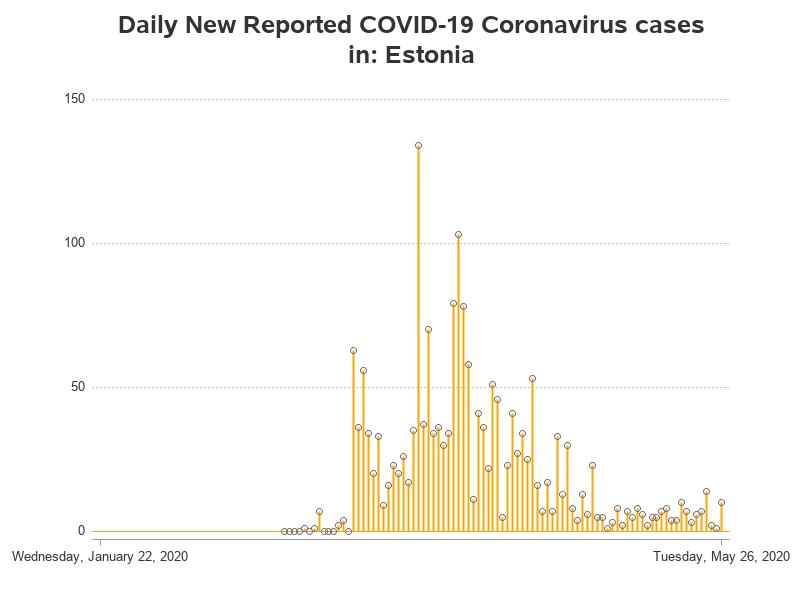 Daily New Reported COVID-19 Coronavirus cases
in: Estonia
150
100
50
0
Wednesday, January 22, 2020
Tuesday, May 26, 2020